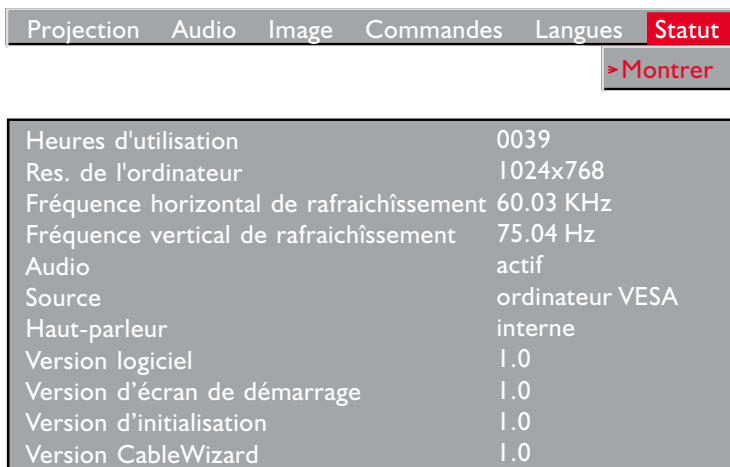 Projection Audio Image Commandes Langues Statut
➤Montrer
Heures d'utilisation 0039
Res. de l'ordinateur 1024x768
Fréquence horizontal de rafraichîssement 60.03 KHz
Fréquence vertical de rafraichîssement 75.04 Hz
Audio actif
Source ordinateur VESA
Haut-parleur interne
Version logiciel 1.0
Version d’écran de démarrage 1.0
Version d’initialisation 1.0
Version CableWizard 1.0